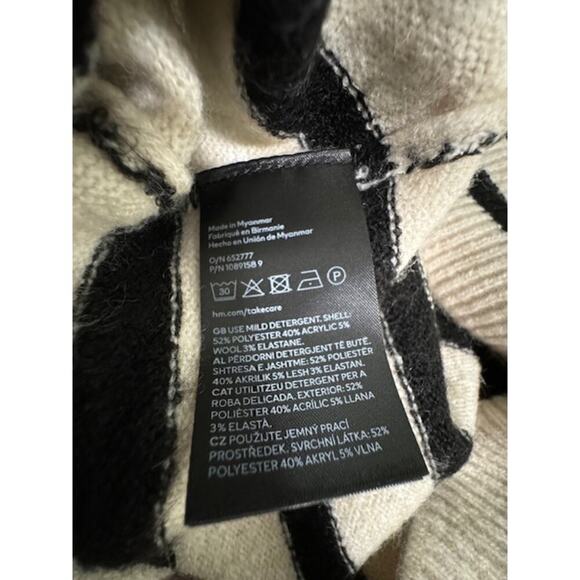 Made in Myanmar
Fabriqué en Birmanie
Hecho en Unión de Myanmar
O/N 652777
P/N 1089158 9
30 P
hm.com/takecare
GB USE MILD DETERGENT. SHELL:
52% POLYESTER 40% ACRYLIC 5%
WOOL 3% ELASTANE.
AL PËRDORNI DETERGJENT TË BUTË.
SHTRESA E JASHTME: 52% POLIESTER
40% AKRILIK 5% LESH 3% ELASTAN.
CAT UTILITZEU DETERGENT PER A
ROBA DELICADA. EXTERIOR: 52%
POLIÈSTER 40% ACRÍLIC 5% LLANA
3% ELASTÀ.
CZ POUŽIJTE JEMNÝ PRACÍ
PROSTŘEDEK. SVRCHNÍ LÁTKA: 52%
POLYESTER 40% AKRYL 5% VLNA